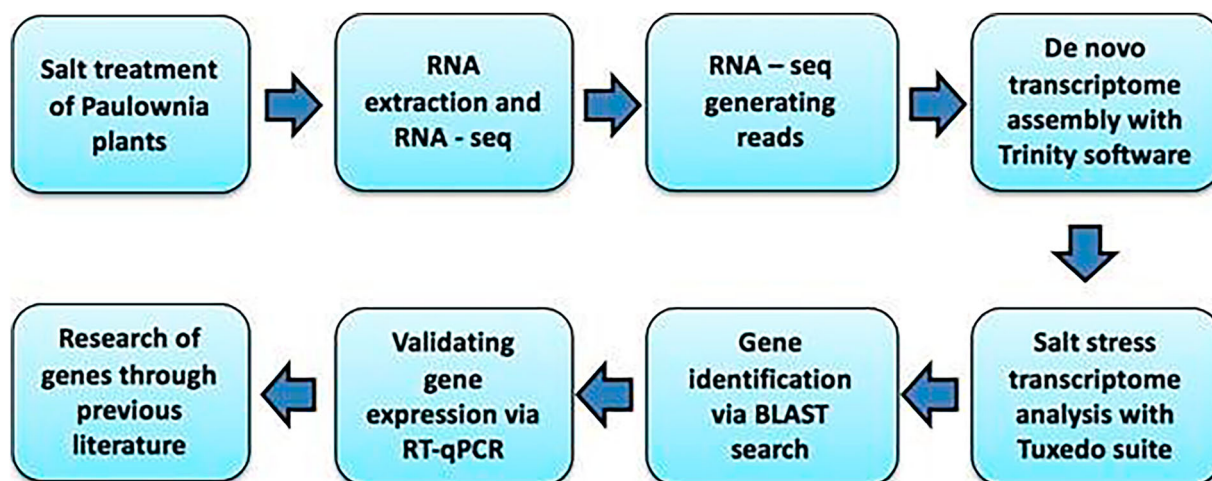 Salt treatment
of Paulownia
plants
RNA
extraction and
RNA - seq
RNA – seq
generating
reads
De novo
transcriptome
assembly with
Trinity software
Salt stress
transcriptome
analysis with
Tuxedo suite
Gene
identification
via BLAST
search
Validating
gene
expression via
RT-qPCR
Research of
genes through
previous
literature